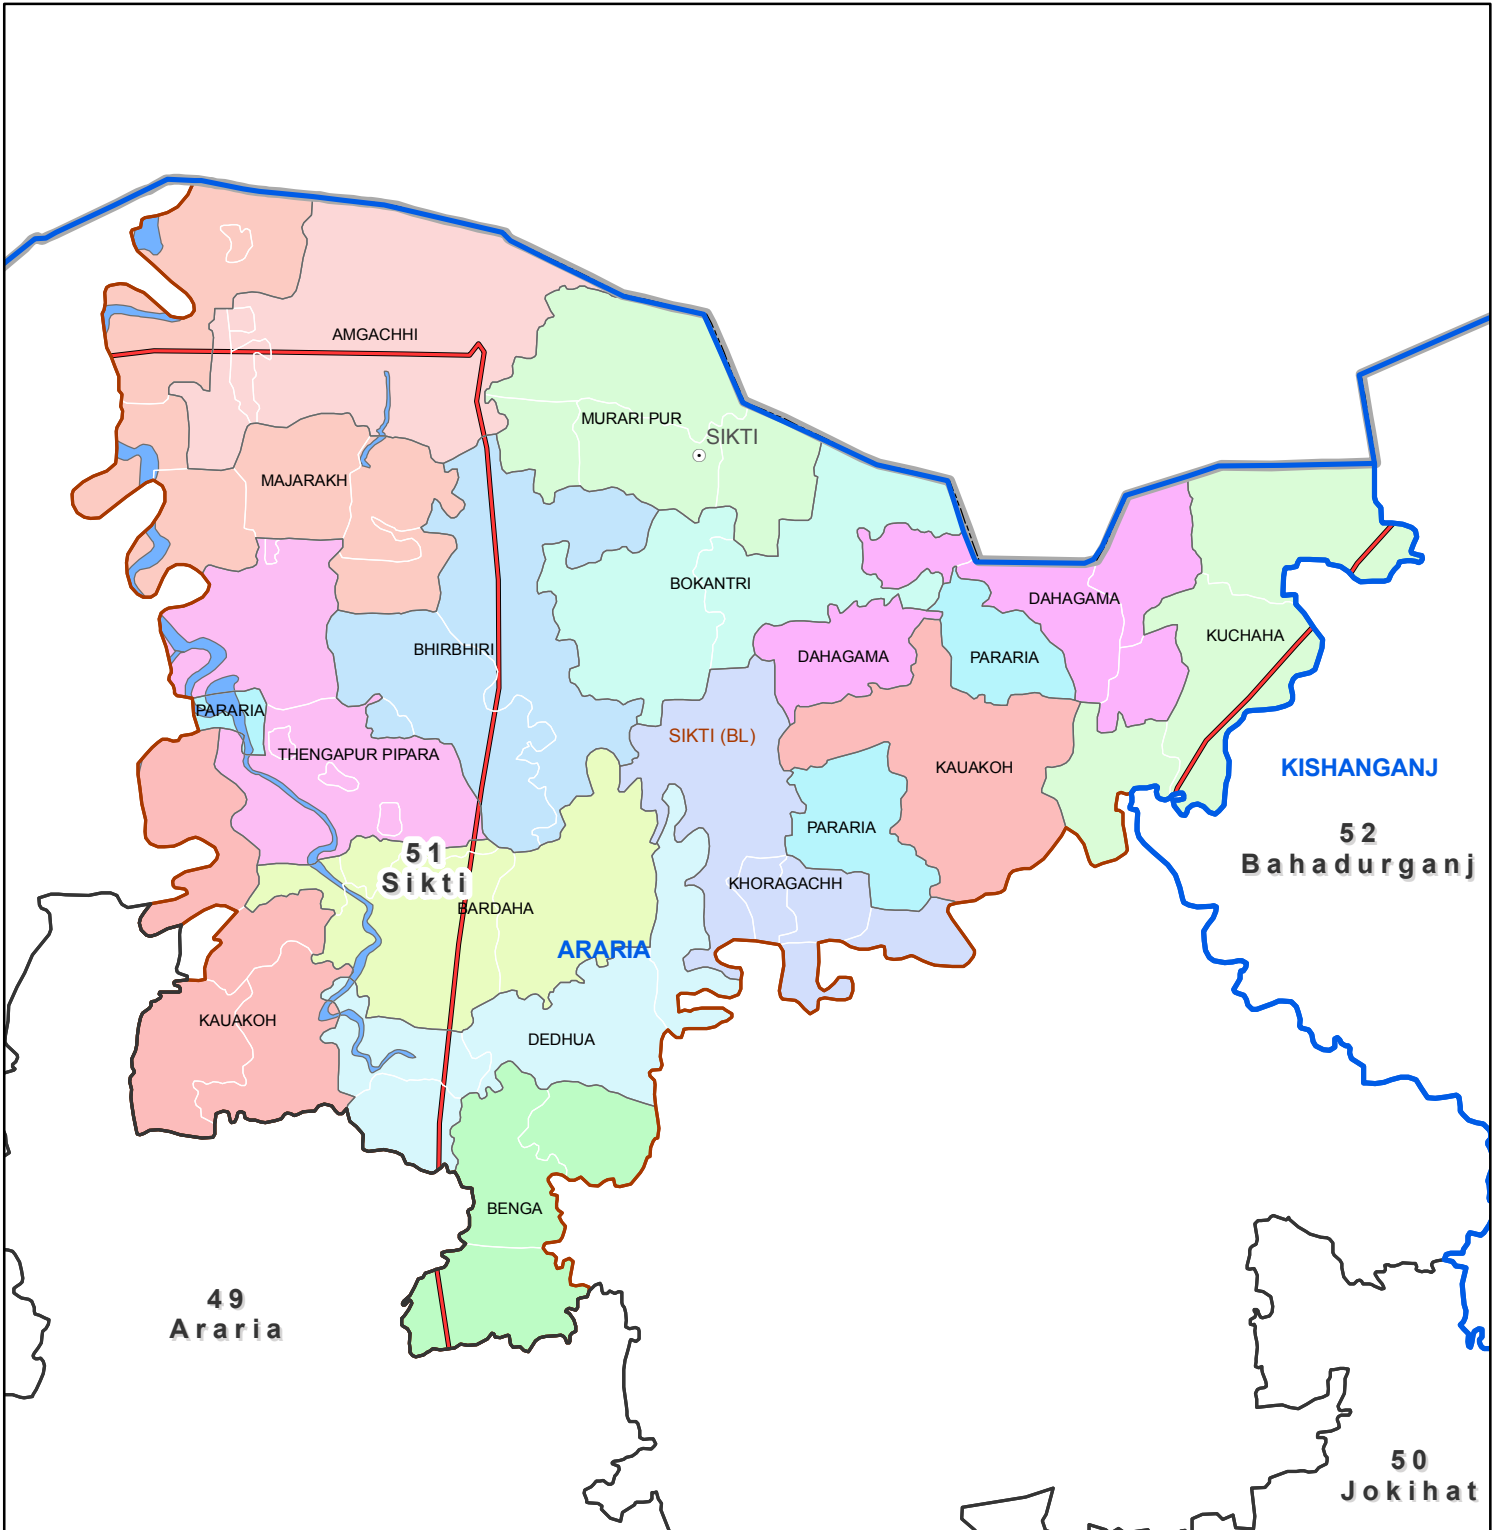 AMGACHHI
MURARI PUR
SIKTI
MAJARAKH
BOKANTRI
DAHAGAMA
KUCHAHA
BHIRBHIRI
DAHAGAMA
PARARIA
PARARIA
SIKTI (BL)
THENGAPUR PIPARA
KAUAKOH
KISHANGANJ
PARARIA
52
Bahadurganj
51
Sikti
KHORAGACHH
BARDAHA
ARARIA
KAUAKOH
DEDHUA
BENGA
49
Araria
50
Jokihat